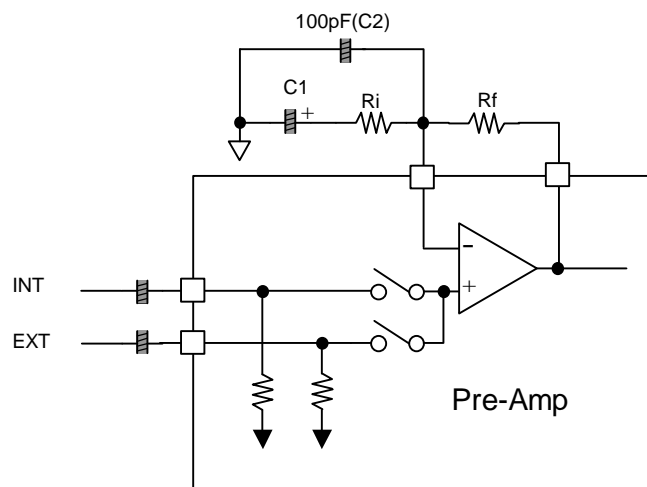 100pF(C2)
C1
+
Ri
Rf
−
INT
+
EXT
Pre-Amp